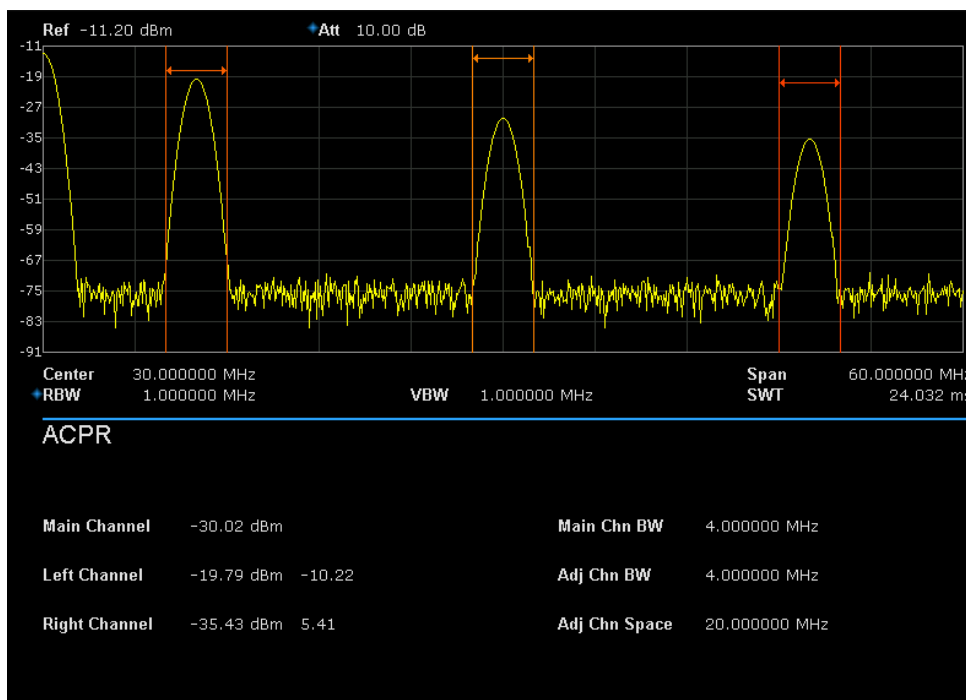 Ref -11.20 dBm Att 10.00 dB
-11
-19
-27
-35
-43
-51
-59
-67
-75
-83
-91
Center 30.000000 MHz Span 60.000000 MHz
RBW 1.000000 MHz VBW 1.000000 MHz SWT 24.032 ms
ACPR
Main Channel -30.02 dBm Main Chn BW 4.000000 MHz
Left Channel -19.79 dBm -10.22 Adj Chn BW 4.000000 MHz
Right Channel -35.43 dBm 5.41 Adj Chn Space 20.000000 MHz